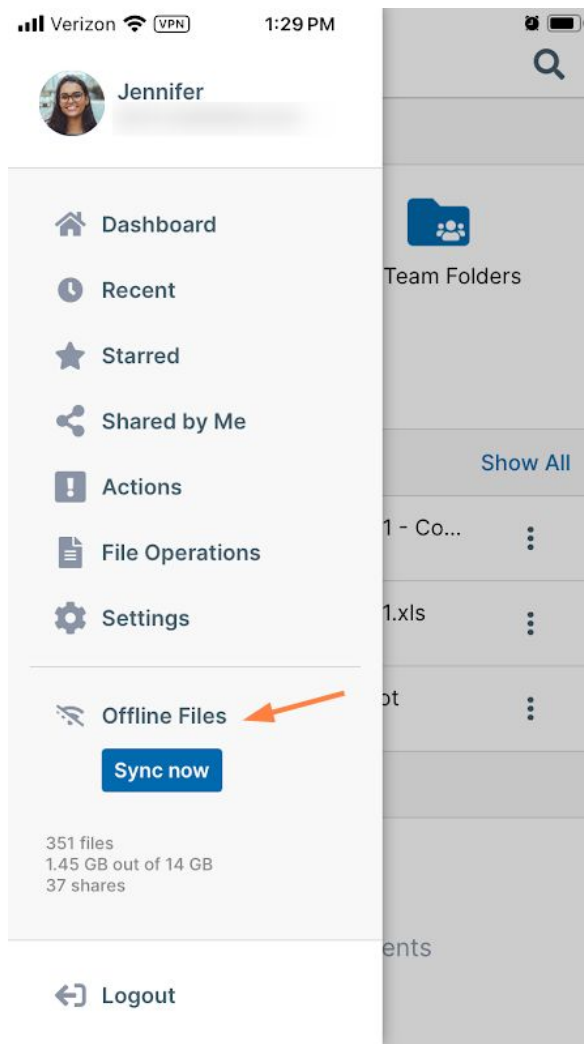 Verizon VPN 1:29 PM
Jennifer
Dashboard
Recent
Starred
Shared by Me
Actions
File Operations
Settings
Offline Files
Sync now
351 files
1.45 GB out of 14 GB
37 shares
Logout
Team Folders
Show All
1 - Co...
1.xls
ot
ents